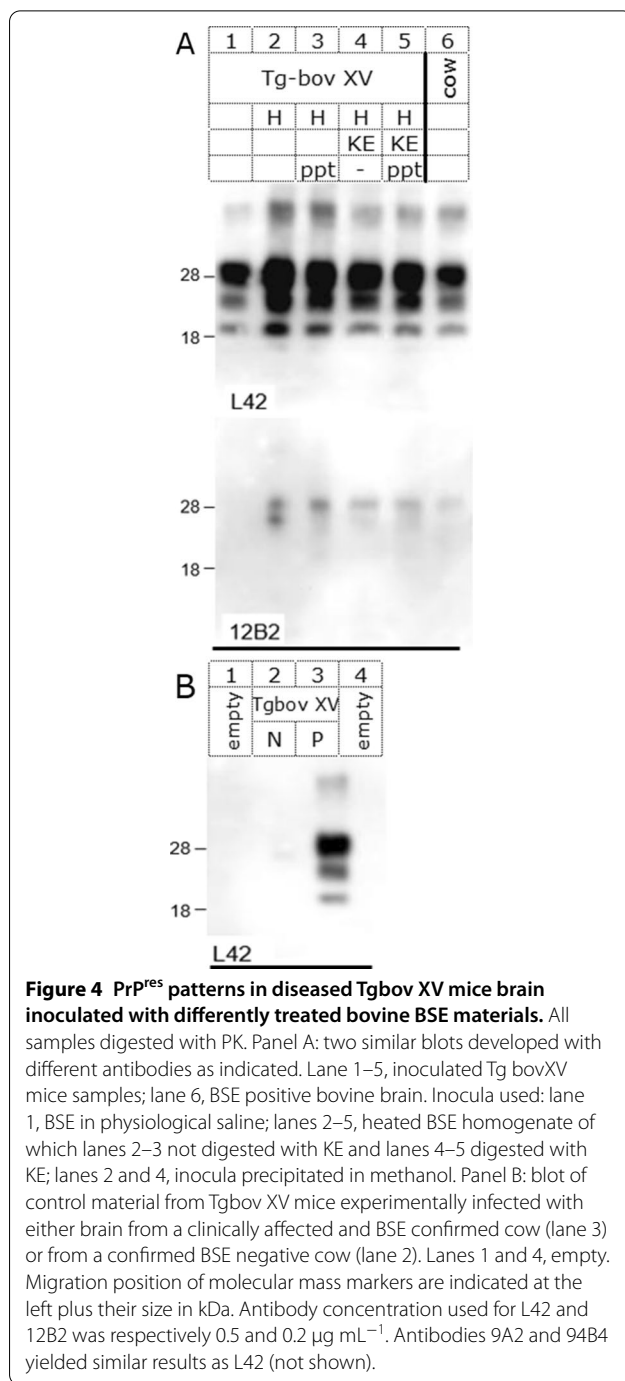 A
1 2 3 4 5 6
Tg-bov XV cow
H H H H
KE KE
ppt - ppt
28
18
L42
28
18
12B2
B
1 2 3 4
empty Tgbov XV empty
N P
28
18
L42
Figure 4 PrPres patterns in diseased Tgbov XV mice brain
inoculated with differently treated bovine BSE materials. All
samples digested with PK. Panel A: two similar blots developed with
different antibodies as indicated. Lane 1–5, inoculated Tg bovXV
mice samples; lane 6, BSE positive bovine brain. Inocula used: lane
1, BSE in physiological saline; lanes 2–5, heated BSE homogenate of
which lanes 2–3 not digested with KE and lanes 4–5 digested with
KE; lanes 2 and 4, inocula precipitated in methanol. Panel B: blot of
control material from Tgbov XV mice experimentally infected with
either brain from a clinically affected and BSE confirmed cow (lane 3)
or from a confirmed BSE negative cow (lane 2). Lanes 1 and 4, empty.
Migration position of molecular mass markers are indicated at the
left plus their size in kDa. Antibody concentration used for L42 and
12B2 was respectively 0.5 and 0.2 µg mL⁻¹. Antibodies 9A2 and 94B4
yielded similar results as L42 (not shown).